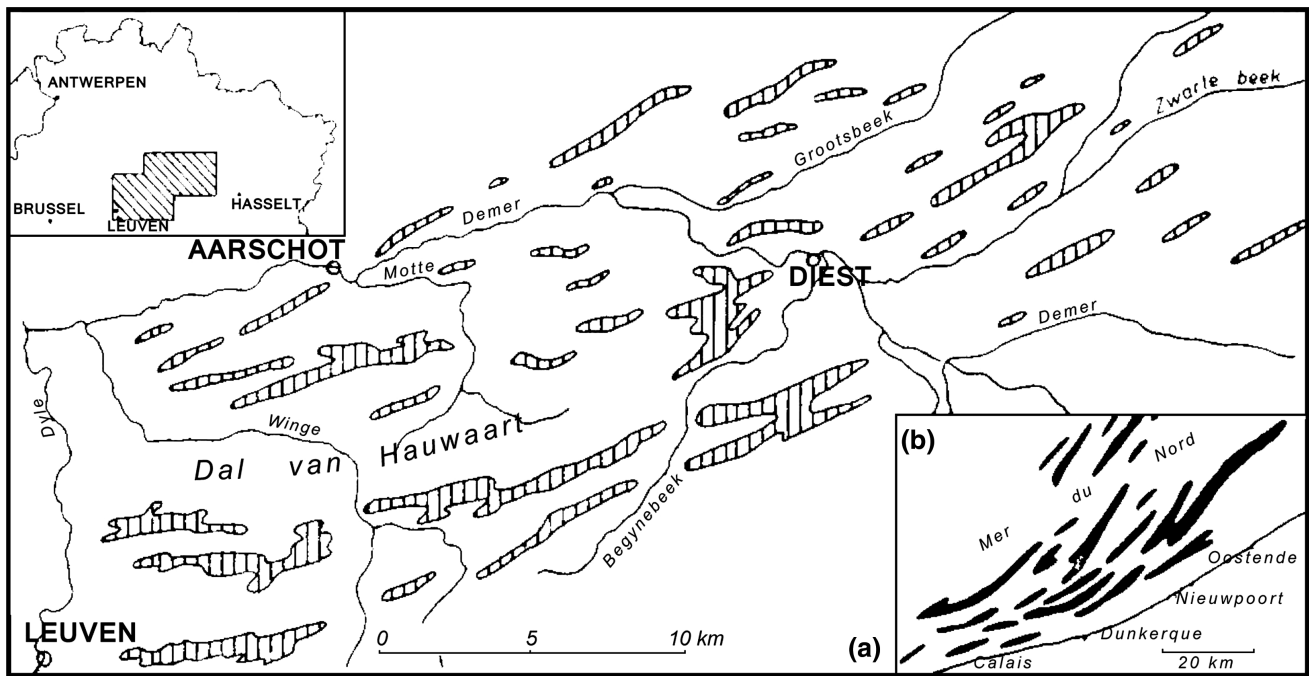 ANTWERPEN
BRUSSEL
HASSELT
LEUVEN
AARSCHOT
Demer
Motte
Grootsbeek
Zwarte beek
DIEST
Demer
Dyle
Winge
Dal van Hauwaart
Begynebeek
LEUVEN
0 5 10 km
(a)
(b)
Mer du Nord
Oostende
Nieuwpoort
Dunkerque
Calais
20 km